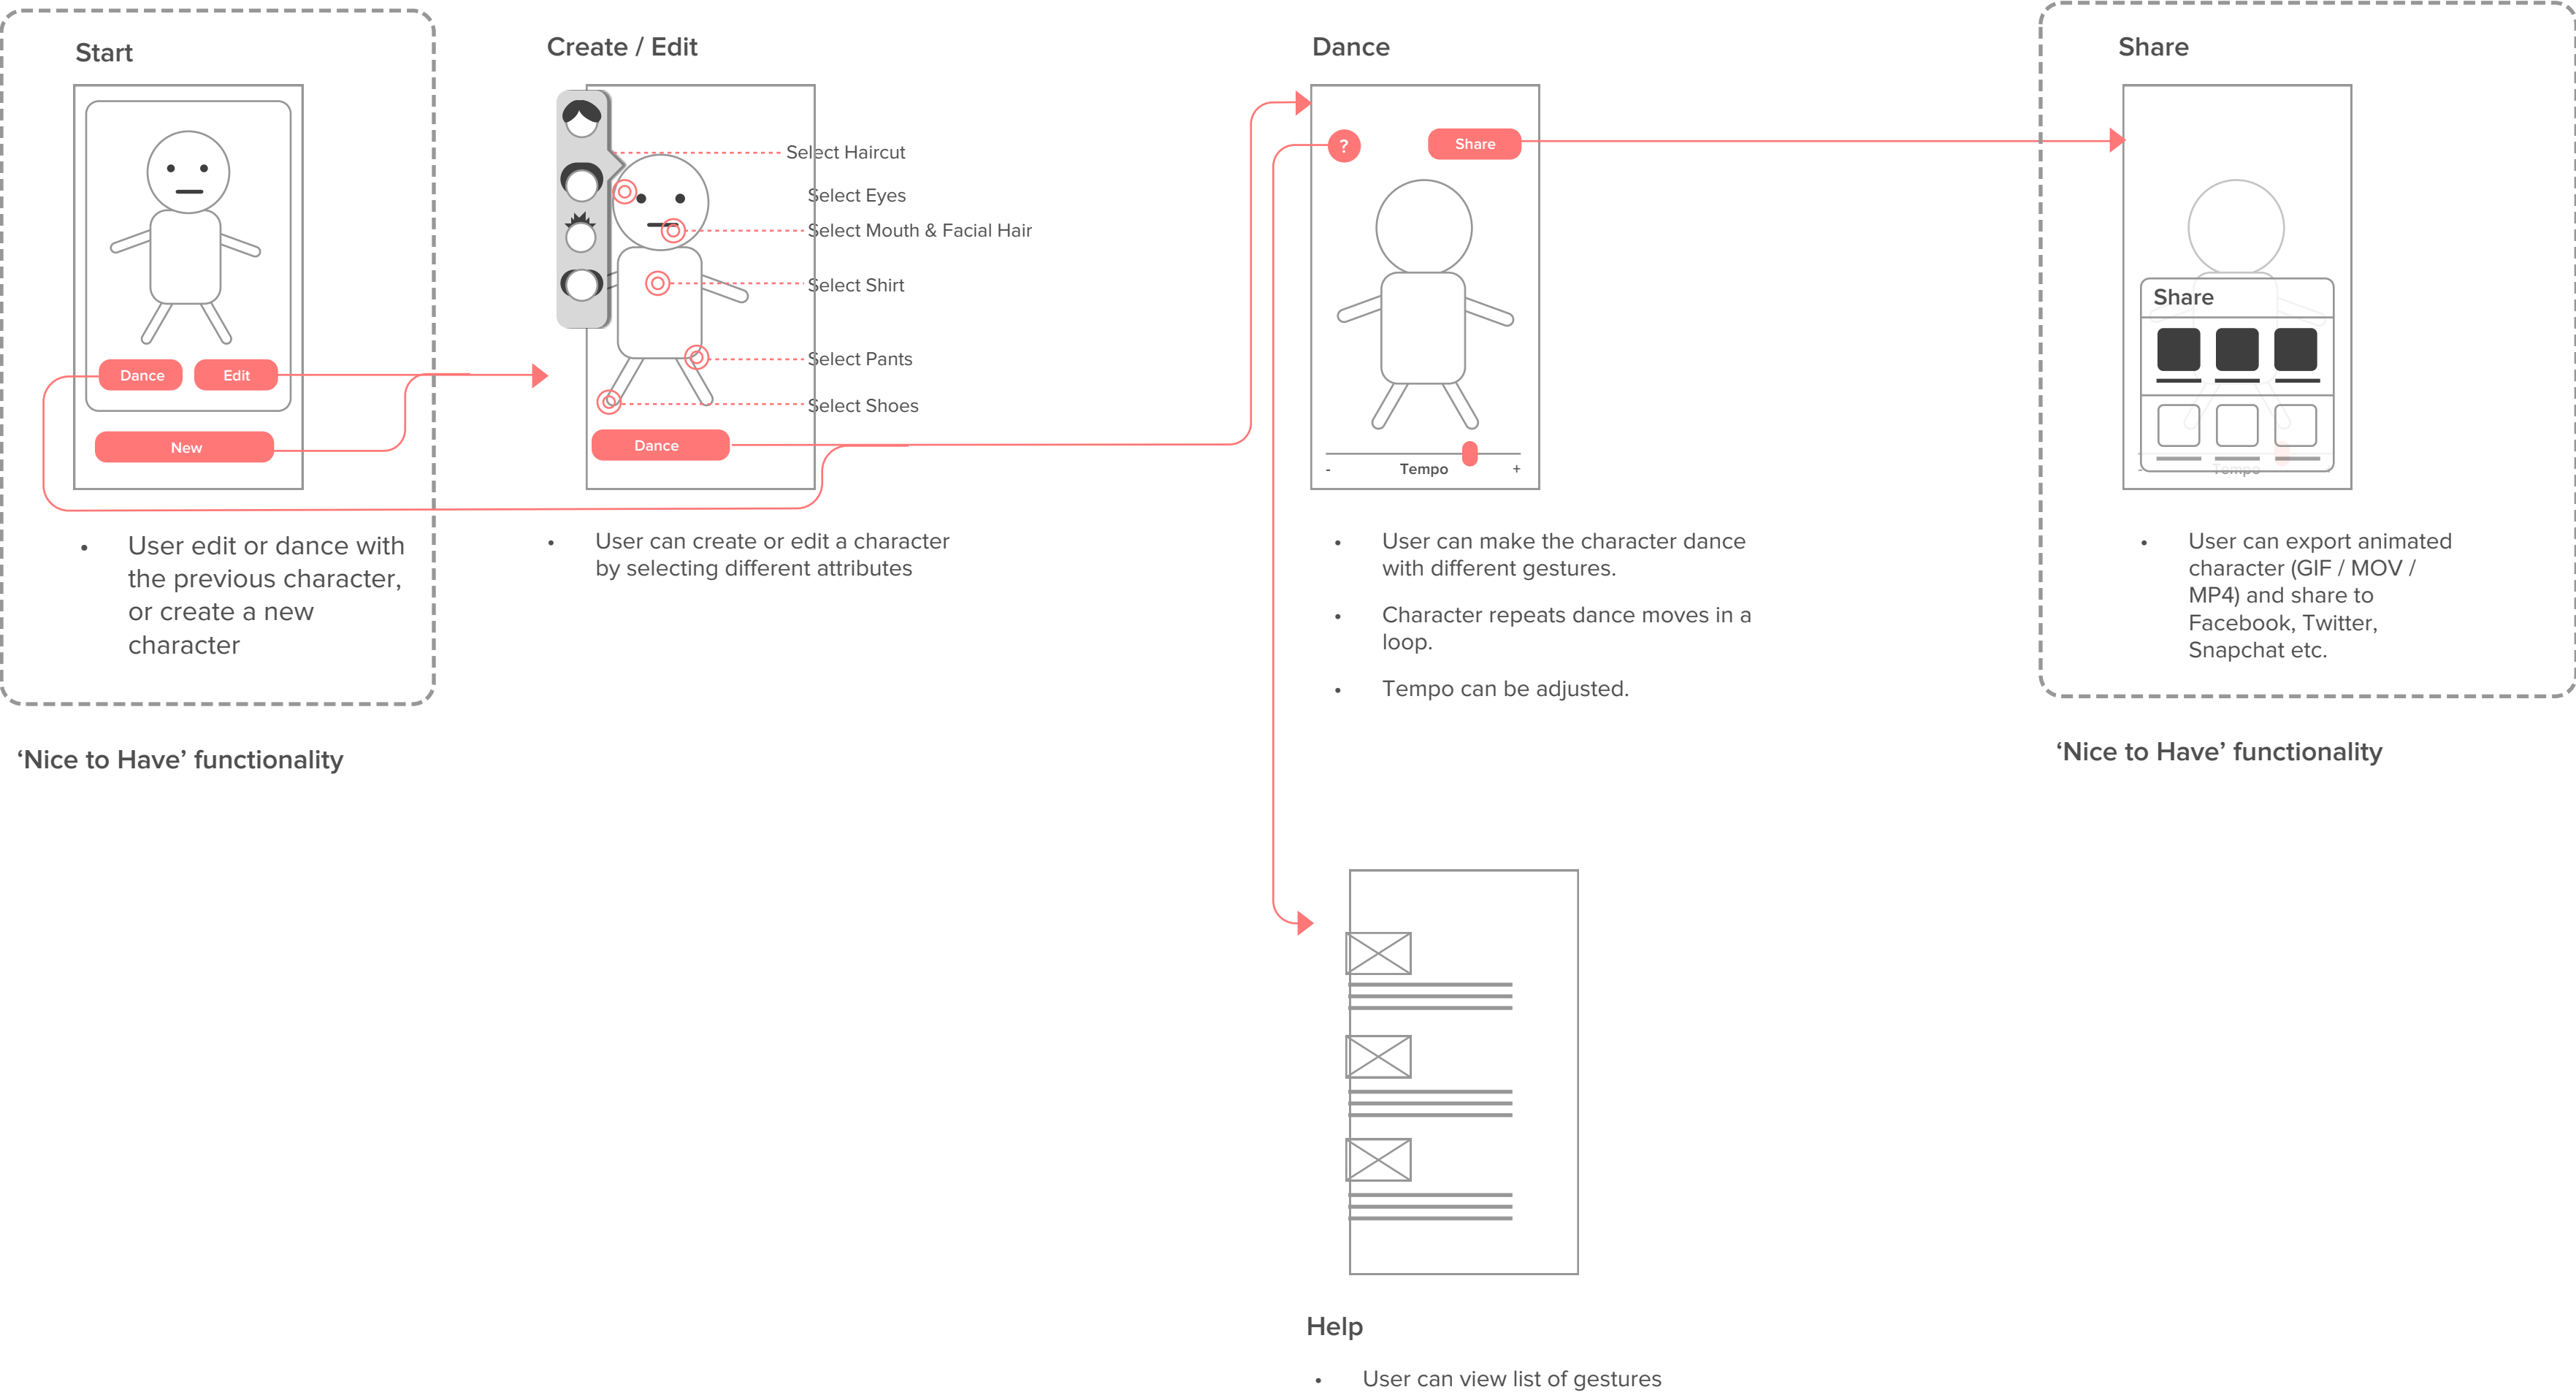 Start
Dance
Edit
New
• User edit or dance with
the previous character,
or create a new
character
‘Nice to Have’ functionality
Create / Edit
Select Haircut
Select Eyes
Select Mouth & Facial Hair
Select Shirt
Select Pants
Select Shoes
Dance
• User can create or edit a character
by selecting different attributes
Dance
?
Share
- Tempo +
• User can make the character dance
with different gestures.
• Character repeats dance moves in a
loop.
• Tempo can be adjusted.
Share
Share
- Tempo
• User can export animated
character (GIF / MOV /
MP4) and share to
Facebook, Twitter,
Snapchat etc.
‘Nice to Have’ functionality
Help
• User can view list of gestures